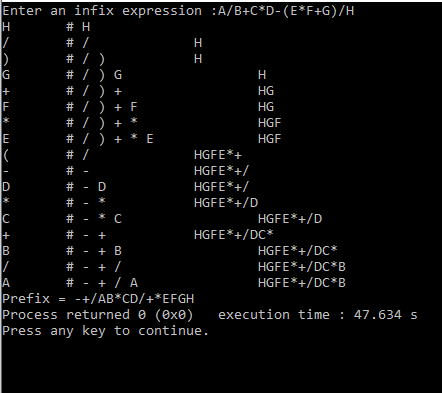 Enter an infix expression :A/B+C*D-(E*F+G)/H
H # H
/ # / H
) # / ) H
G # / ) G H
+ # / ) + HG
F # / ) + F HG
* # / ) + * HGF
E # / ) + * E HGF
( # / HGFE*+
- # - HGFE*+/
D # - D HGFE*+/
* # - * HGFE*+/D
C # - * C HGFE*+/D
+ # - + HGFE*+/DC*
B # - + B HGFE*+/DC*
/ # - + / HGFE*+/DC*B
A # - + / A HGFE*+/DC*B
Prefix = -+/AB*CD/+*EFGH
Process returned 0 (0x0) execution time : 47.634 s
Press any key to continue.